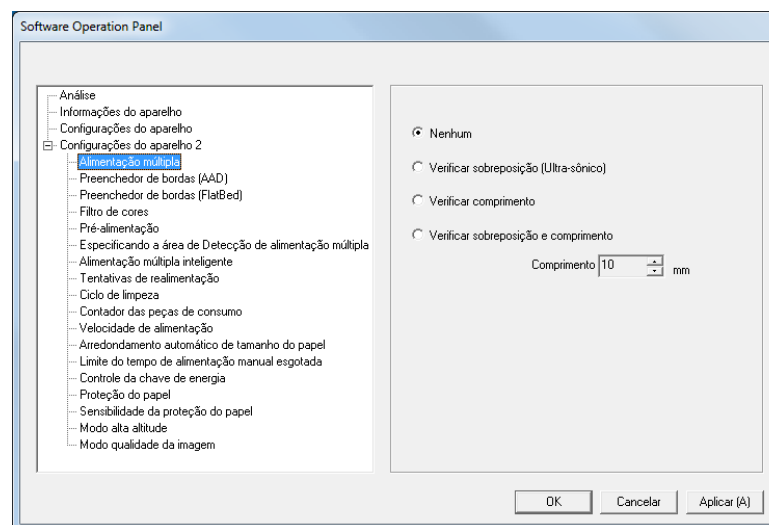 Software Operation Panel
Análise
Informações do aparelho
Configurações do aparelho
Configurações do aparelho 2
Alimentação múltipla
Preenchedor de bordas (AAD)
Preenchedor de bordas (FlatBed)
Filtro de cores
Pré-alimentação
Especificando a área de Detecção de alimentação múltipla
Alimentação múltipla inteligente
Tentativas de realimentação
Ciclo de limpeza
Contador das peças de consumo
Velocidade de alimentação
Arredondamento automático de tamanho do papel
Limite do tempo de alimentação manual esgotada
Controle da chave de energia
Proteção do papel
Sensibilidade da proteção do papel
Modo alta altitude
Modo qualidade da imagem
Nenhum
Verificar sobreposição (Ultra-sônico)
Verificar comprimento
Verificar sobreposição e comprimento
Comprimento 10 mm
OK Cancelar Aplicar (A)